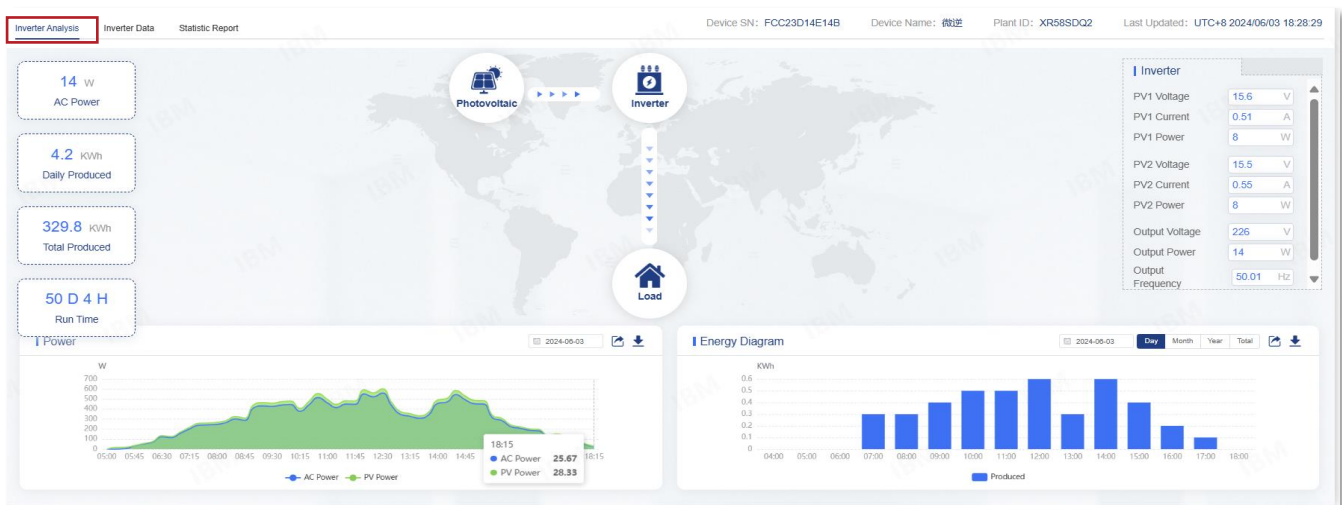 Inverter Analysis Inverter Data Statistic Report Device SN: FCC23D14E14B Device Name: 微逆 Plant ID: XR58SDQ2 Last Updated: UTC+8 2024/06/03 18:28:29
14 W
AC Power
4.2 KWh
Daily Produced
329.8 KWh
Total Produced
50 D 4 H
Run Time
Photovoltaic
Inverter
Load
Inverter
PV1 Voltage 15.6 V
PV1 Current 0.51 A
PV1 Power 8 W
PV2 Voltage 15.5 V
PV2 Current 0.55 A
PV2 Power 8 W
Output Voltage 226 V
Output Power 14 W
Output
Frequency 50.01 Hz
Power 2024-06-03
W
700
600
500
400
300
200
100
0
05:00 05:45 06:30 07:15 08:00 08:45 09:30 10:15 11:00 11:45 12:30 13:15 14:00 14:45 18:15
18:15
AC Power 25.67
PV Power 28.33
AC Power PV Power
Energy Diagram 2024-06-03 Day Month Year Total
KWh
0.6
0.5
0.4
0.3
0.2
0.1
0
04:00 05:00 06:00 07:00 08:00 09:00 10:00 11:00 12:00 13:00 14:00 15:00 16:00 17:00 18:00
Produced
IBM